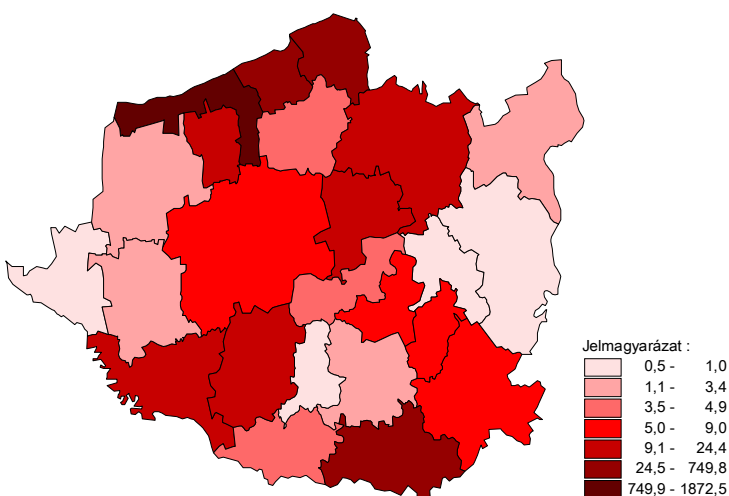 Jelmagyarázat :
0,5 - 1,0
1,1 - 3,4
3,5 - 4,9
5,0 - 9,0
9,1 - 24,4
24,5 - 749,8
749,9 - 1872,5